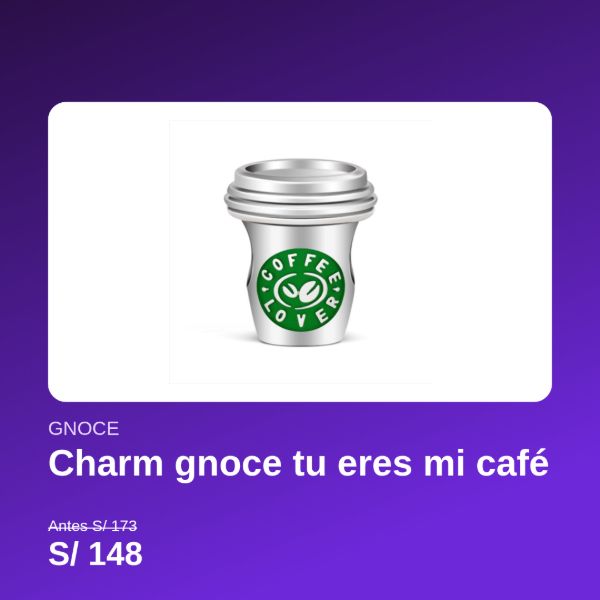 COFFEE
LOVER
GNOCE
Charm gnoce tu eres mi café
Antes S/ 173
S/ 148